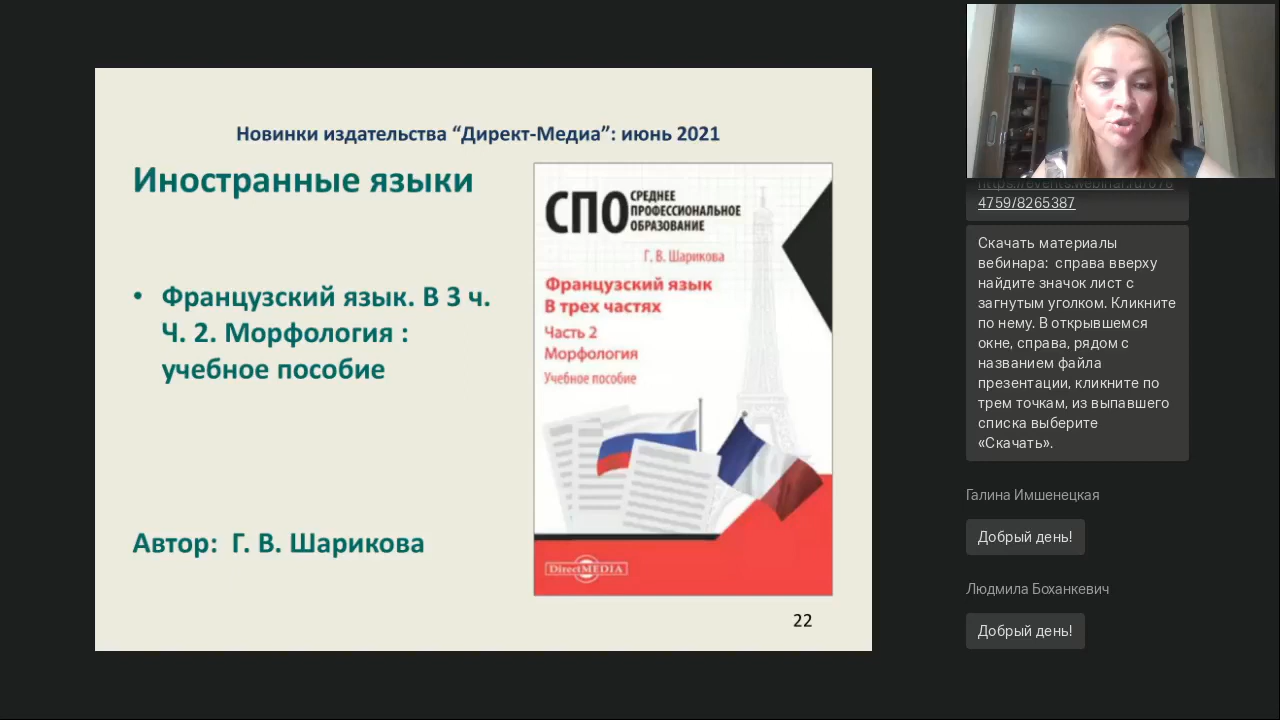 Новинки издательства “Директ-Медиа”: июнь 2021
Иностранные языки
• Французский язык. В 3 ч.
Ч. 2. Морфология :
учебное пособие
Автор: Г. В. Шарикова
СПО
СРЕДНЕЕ
ПРОФЕССИОНАЛЬНОЕ
ОБРАЗОВАНИЕ
Г. В. Шарикова
Французский язык
В трех частях
Часть 2
Морфология
Учебное пособие
DirectMEDIA
22
4759/8265387
Скачать материалы
вебинара: справа вверху
найдите значок лист с
загнутым уголком. Кликните
по нему. В открывшемся
окне, справа, рядом с
названием файла
презентации, кликните по
трем точкам, из выпавшего
списка выберите
«Скачать».
Галина Имшенецкая
Добрый день!
Людмила Боханкевич
Добрый день!